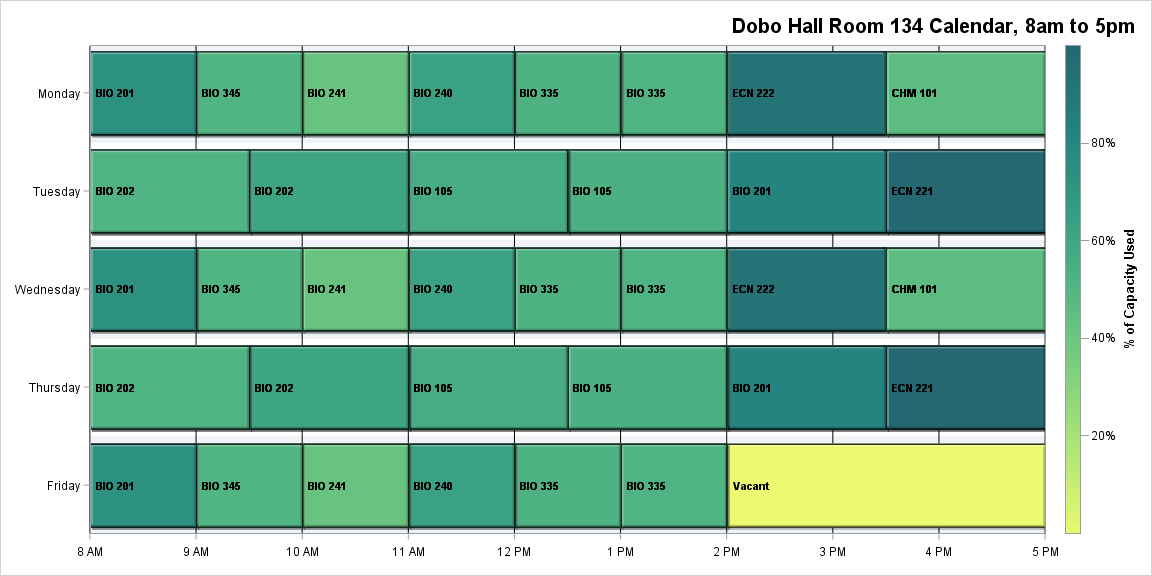 Dobo Hall Room 134 Calendar, 8am to 5pm
Monday BIO 201 BIO 345 BIO 241 BIO 240 BIO 335 BIO 335 ECN 222 CHM 101
80%
Tuesday BIO 202 BIO 202 BIO 105 BIO 105 BIO 201 ECN 221
60%
Wednesday BIO 201 BIO 345 BIO 241 BIO 240 BIO 335 BIO 335 ECN 222 CHM 101
% of Capacity Used
40%
Thursday BIO 202 BIO 202 BIO 105 BIO 105 BIO 201 ECN 221
20%
Friday BIO 201 BIO 345 BIO 241 BIO 240 BIO 335 BIO 335 Vacant
8 AM 9 AM 10 AM 11 AM 12 PM 1 PM 2 PM 3 PM 4 PM 5 PM